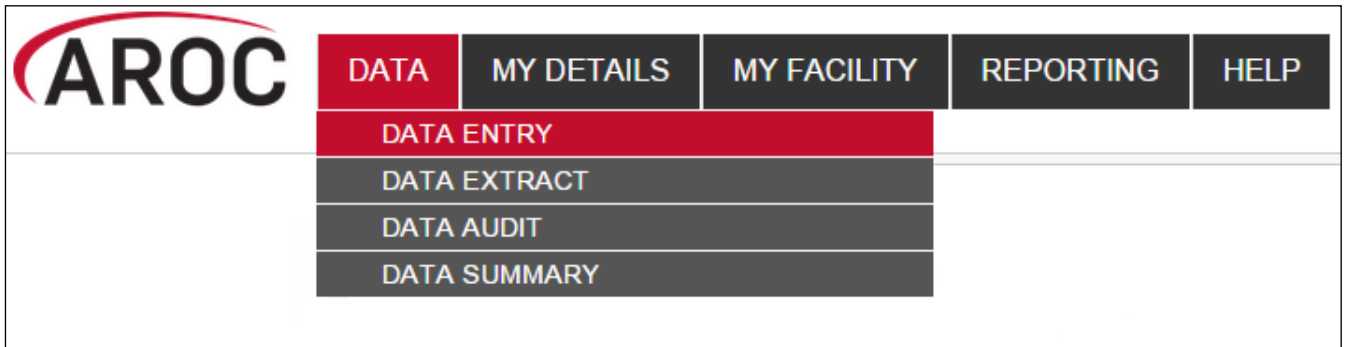 AROC DATA MY DETAILS MY FACILITY REPORTING HELP
DATA ENTRY
DATA EXTRACT
DATA AUDIT
DATA SUMMARY